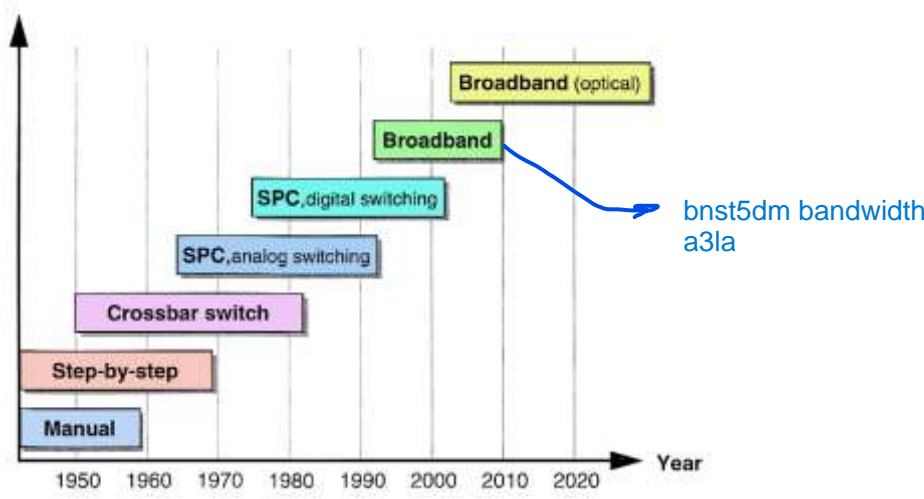 Broadband (optical)
Broadband
SPC,digital switching
bnst5dm bandwidth
a3la
SPC,analog switching
Crossbar switch
Step-by-step
Manual
Year
1950 1960 1970 1980 1990 2000 2010 2020